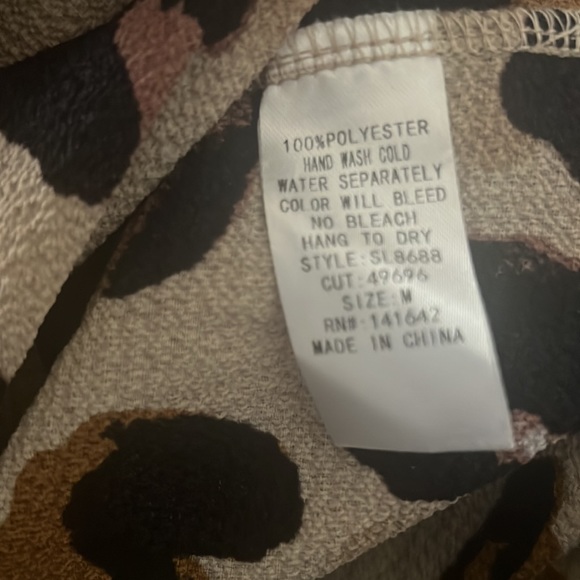 100%POLYESTER
HAND WASH COLD
WATER SEPARATELY
COLOR WILL BLEED
NO BLEACH
HANG TO DRY
STYLE:SL8688
CUT:49696
SIZE:M
RN#:141642
MADE IN CHINA